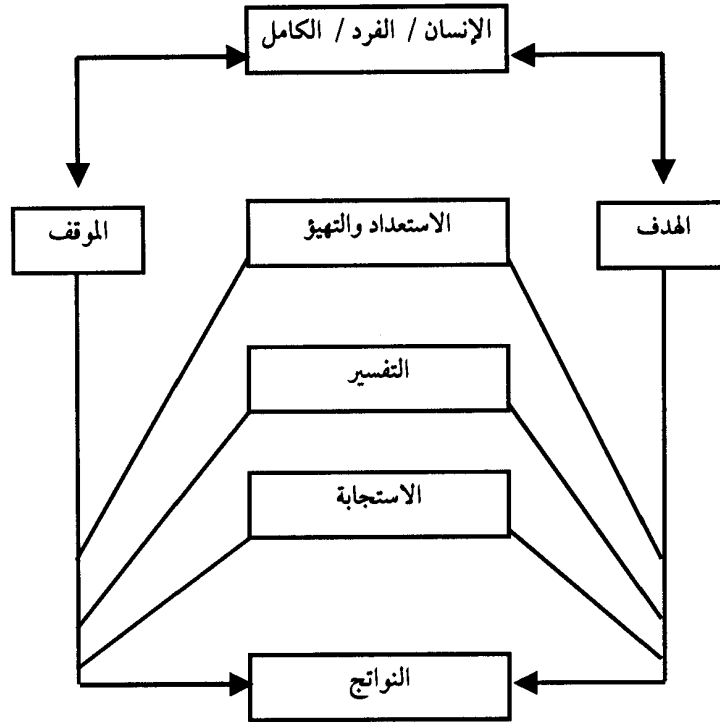 الإنسان / الفرد / الكامل
الهدف
الاستعداد والتهيؤ
الموقف
التفسير
الاستجابة
النواتج